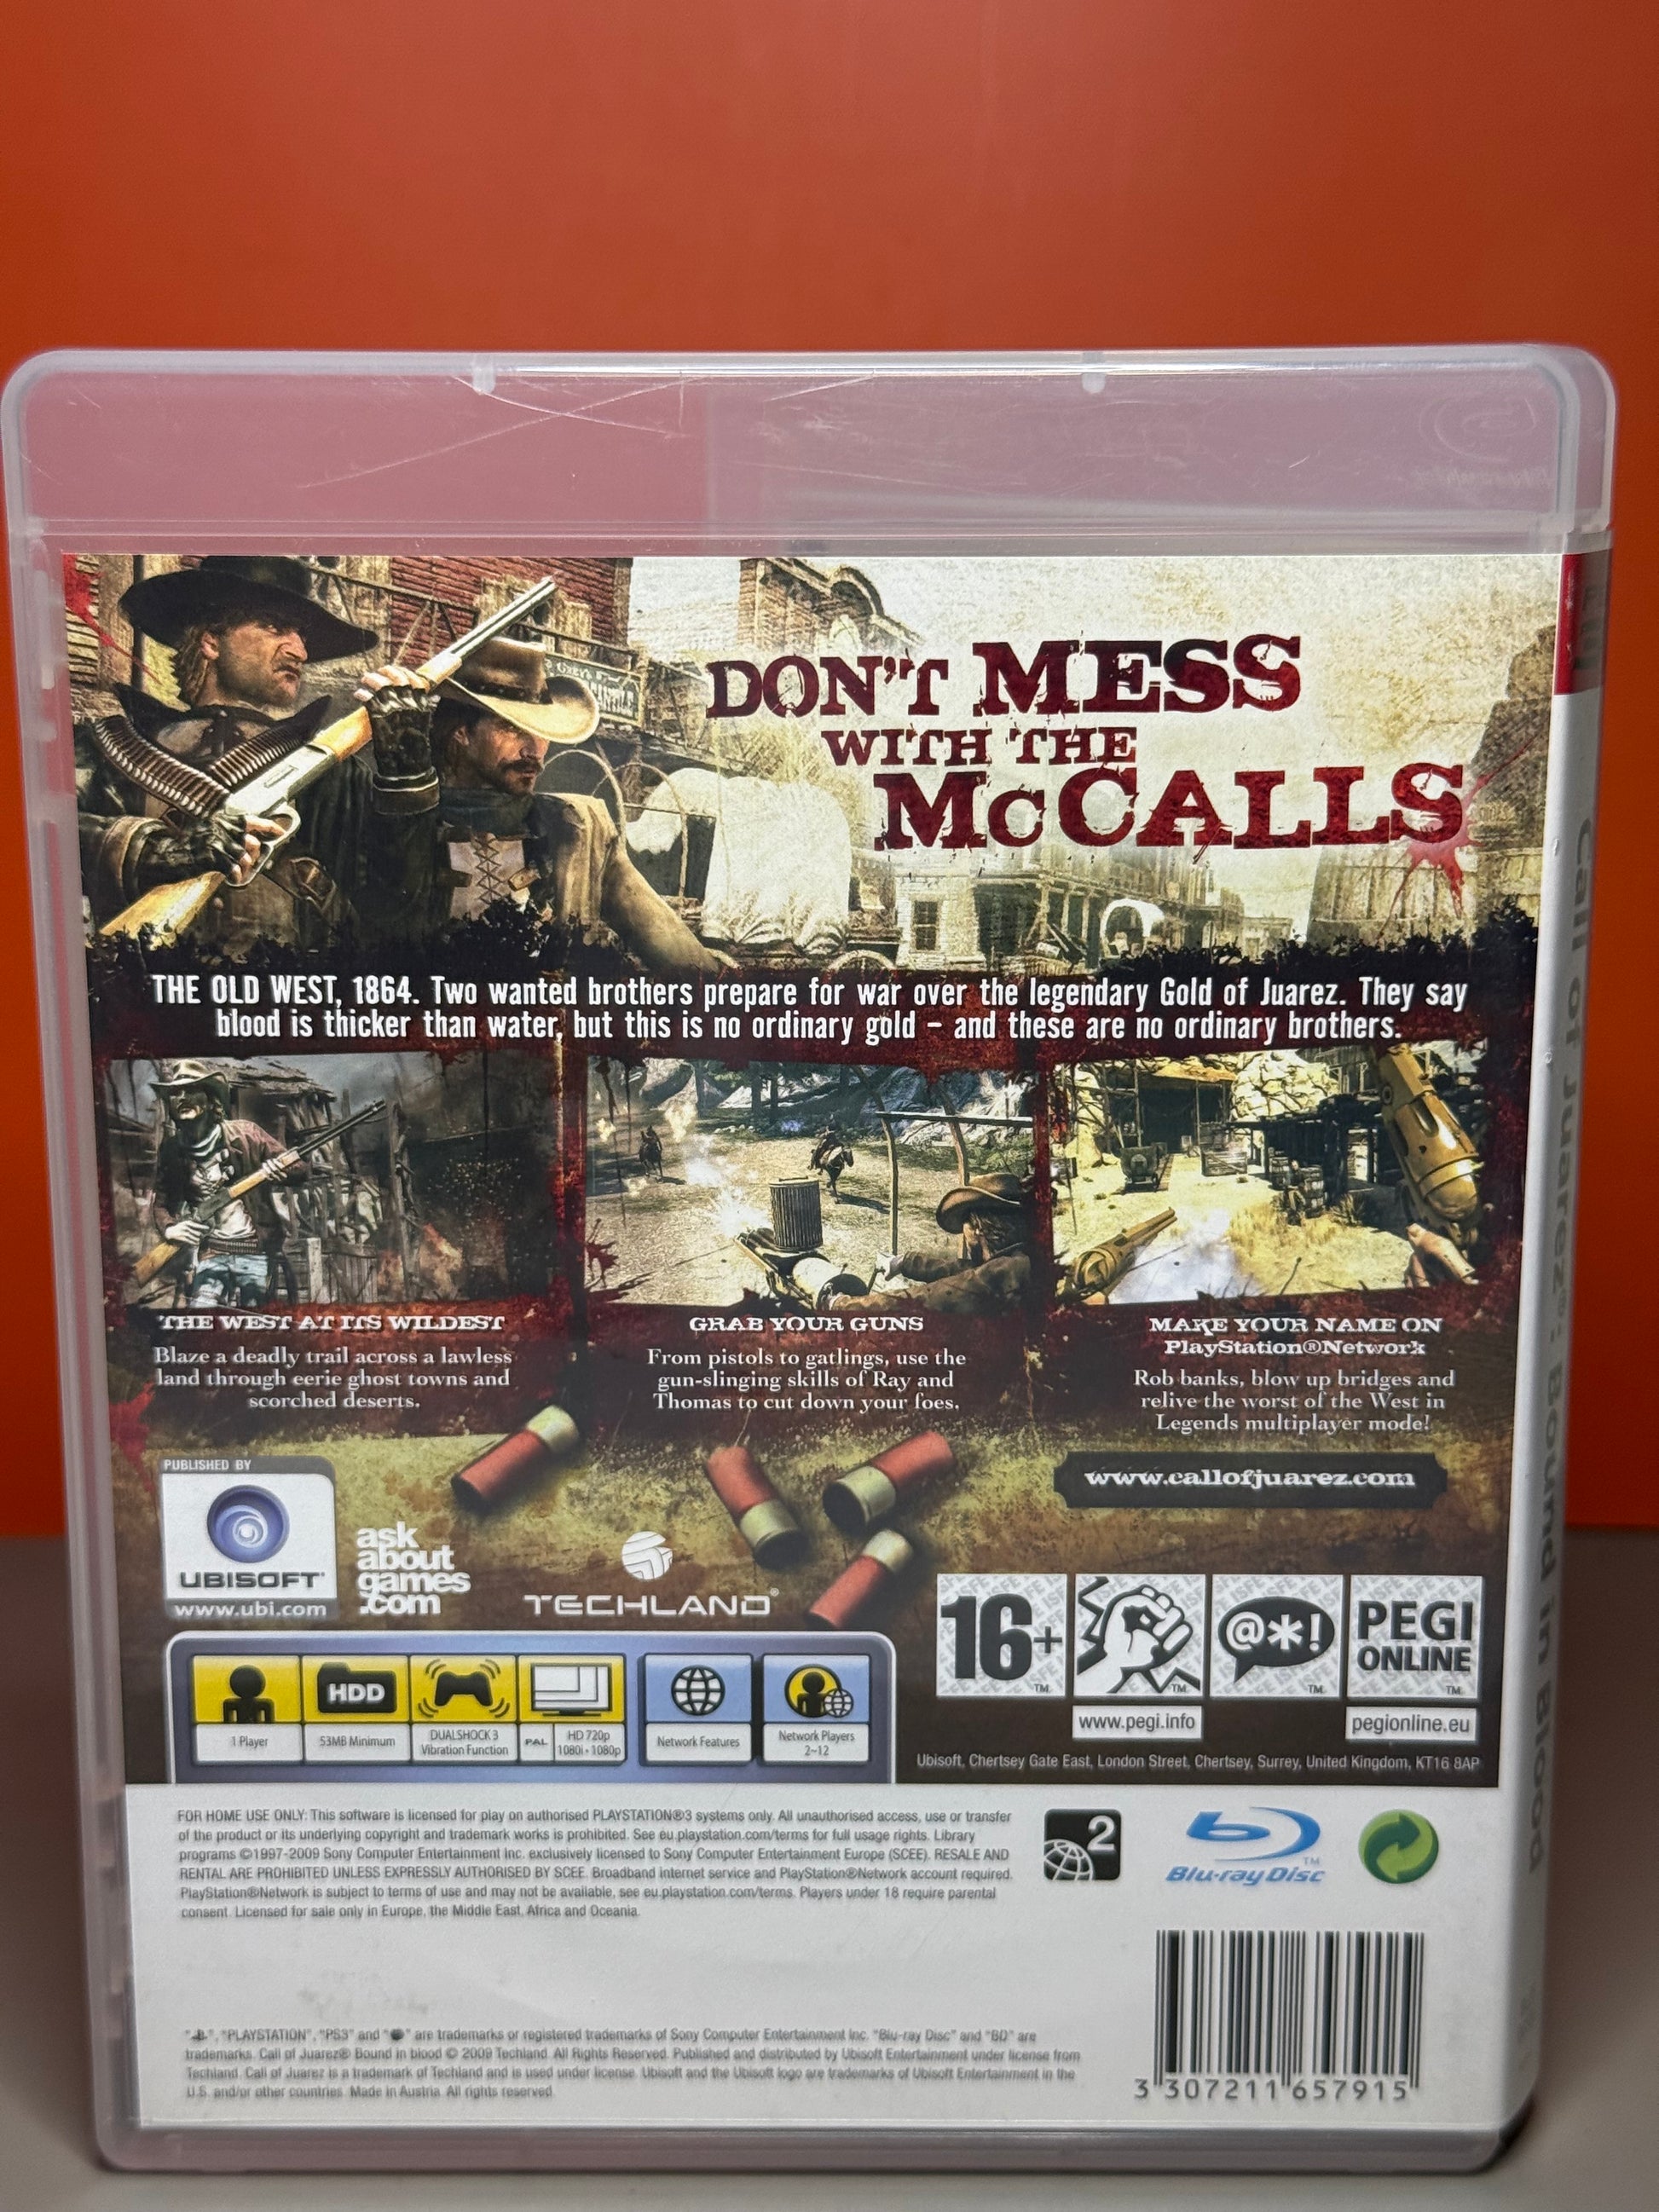 DON'T MESS
WITH THE
McCALLS
THE OLD WEST, 1864. Two wanted brothers prepare for war over the legendary Gold of Juarez. They say
blood is thicker than water, but this is no ordinary gold – and these are no ordinary brothers.
THE WEST AT ITS WILDEST
Blaze a deadly trail across a lawless
land through eerie ghost towns and
scorched deserts.
GRAB YOUR GUNS
From pistols to gatlings, use the
gun-slinging skills of Ray and
Thomas to cut down your foes.
MAKE YOUR NAME ON
PlayStation®Network
Rob banks, blow up bridges and
relive the worst of the West in
Legends multiplayer mode!
www.callofjuarez.com
PUBLISHED BY
UBISOFT
www.ubi.com
ask
about
games
.com
TECHLAND®
16+
@*!
PEGI
ONLINE
www.pegi.info
pegionline.eu
HDD
1 Player
53MB Minimum
DUALSHOCK 3
Vibration Function
PAL
HD 720p
1080i - 1080p
Network Features
Network Players
2~12
Ubisoft, Chertsey Gate East, London Street, Chertsey, Surrey, United Kingdom, KT16 8AP
FOR HOME USE ONLY: This software is licensed for play on authorised PLAYSTATION®3 systems only. All unauthorised access, use or transfer
of the product or its underlying copyright and trademark works is prohibited. See eu.playstation.com/terms for full usage rights. Library
programs ©1997-2009 Sony Computer Entertainment Inc. exclusively licensed to Sony Computer Entertainment Europe (SCEE). RESALE AND
RENTAL ARE PROHIBITED UNLESS EXPRESSLY AUTHORISED BY SCEE. Broadband internet service and PlayStation®Network account required.
PlayStation®Network is subject to terms of use and may not be available, see eu.playstation.com/terms. Players under 18 require parental
consent. Licensed for sale only in Europe, the Middle East, Africa and Oceania.
2
Blu-ray Disc
", "PLAYSTATION", "PS3" and " " are trademarks or registered trademarks of Sony Computer Entertainment Inc. "Blu-ray Disc" and "BD" are
trademarks. Call of Juarez® Bound in blood © 2009 Techland. All Rights Reserved. Published and distributed by Ubisoft Entertainment under license from
Techland. Call of Juarez is a trademark of Techland and is used under license. Ubisoft and the Ubisoft logo are trademarks of Ubisoft Entertainment in the
U.S. and/or other countries. Made in Austria. All rights reserved.
3 307211 657915
Call of Juarez®: Bound in Blood